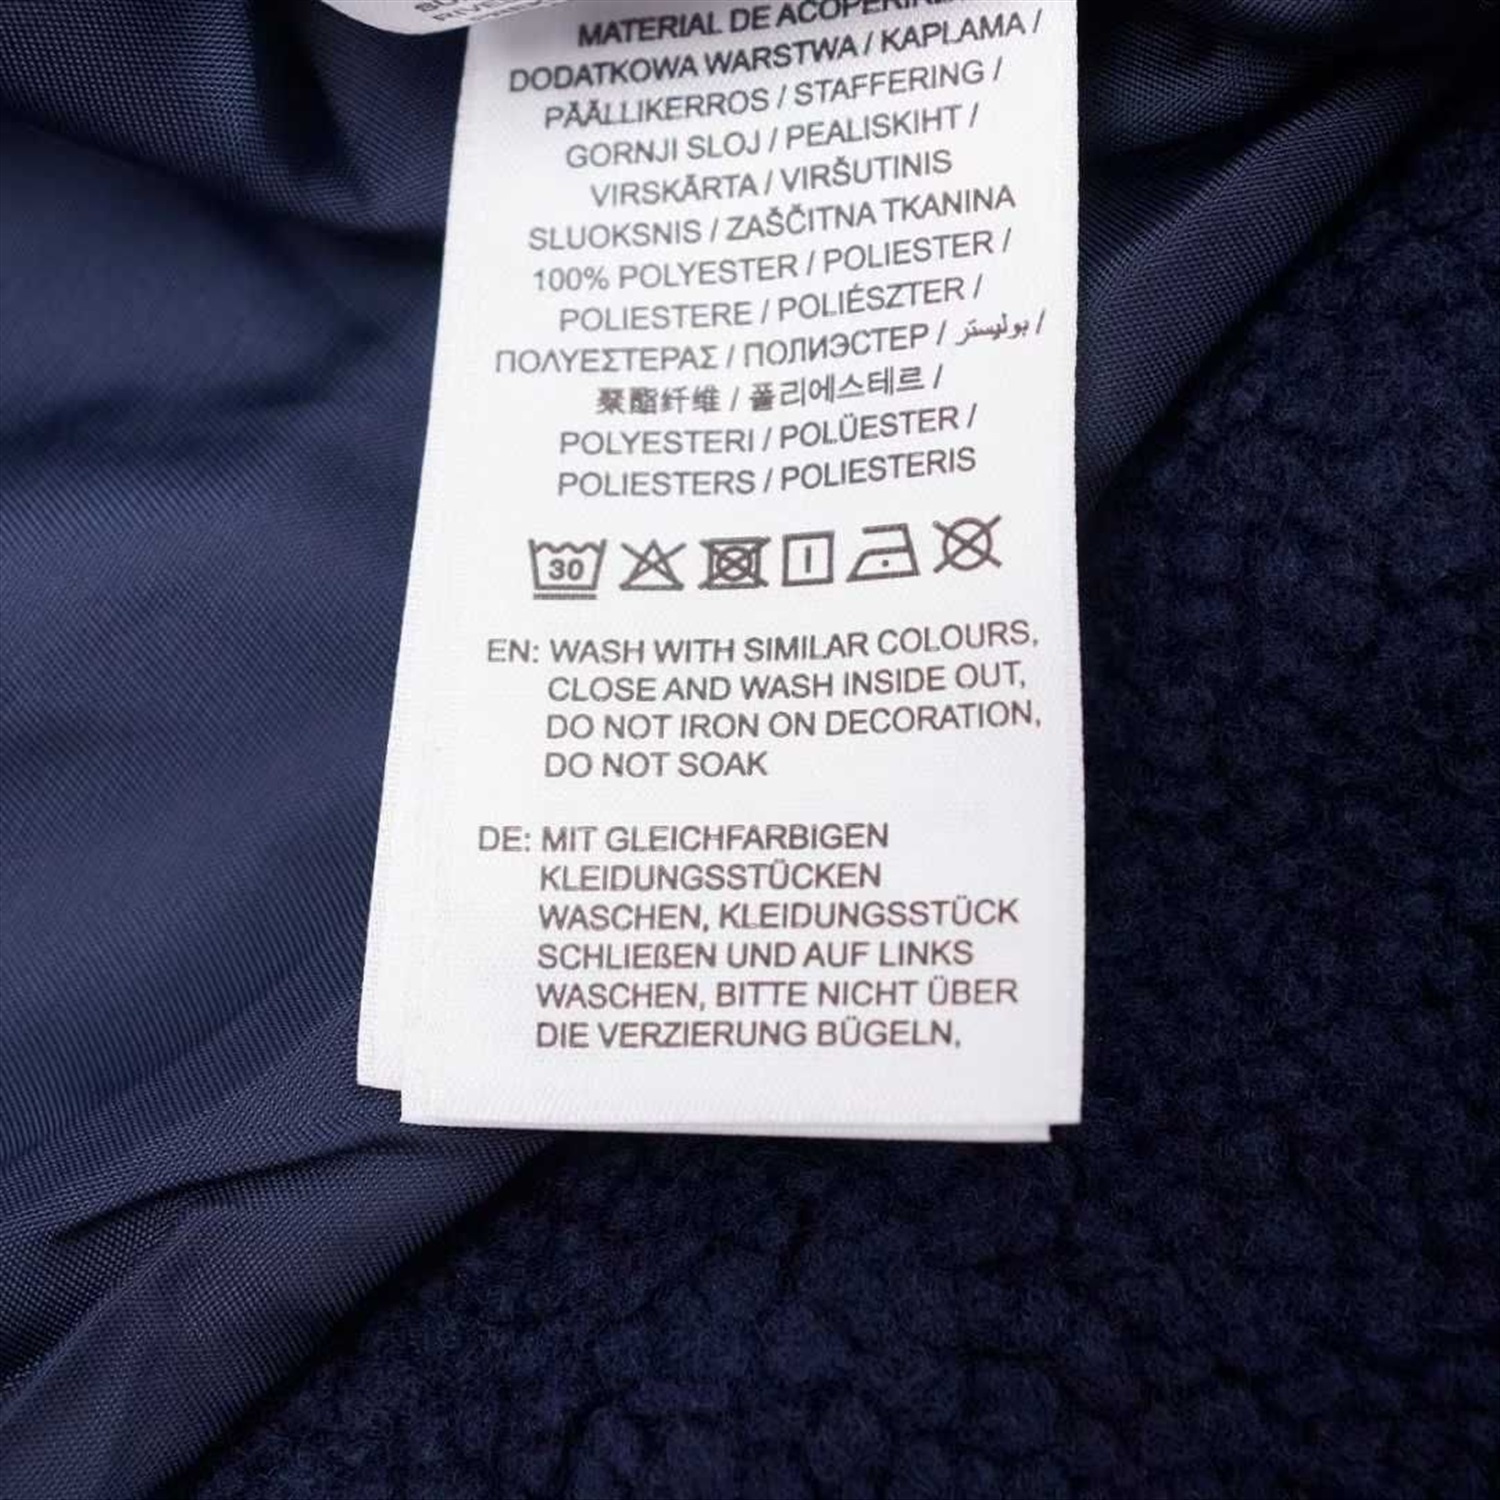 MATERIAL DE
DODATKOWA WARSTWA / KAPLAMA /
PÄÄLLIKERROS / STAFFERING /
GORNJI SLOJ / PEALISKIHT /
VIRSKĀRTA / VIRŠUTINIS
SLUOKSNIS / ZAŠČITNA TKANINA
100% POLYESTER / POLIESTER /
POLIESTERE / POLIÉSZTER /
ΠΟΛΥΕΣΤΕΡΑΣ / ПОЛИЭСТЕР / بوليستر /
聚酯纤维 / 폴리에스테르 /
POLYESTERI / POLÜESTER /
POLIESTERS / POLIESTERIS
30
EN: WASH WITH SIMILAR COLOURS,
CLOSE AND WASH INSIDE OUT,
DO NOT IRON ON DECORATION,
DO NOT SOAK
DE: MIT GLEICHFARBIGEN
KLEIDUNGSSTÜCKEN
WASCHEN, KLEIDUNGSSTÜCK
SCHLIEßEN UND AUF LINKS
WASCHEN, BITTE NICHT ÜBER
DIE VERZIERUNG BÜGELN,